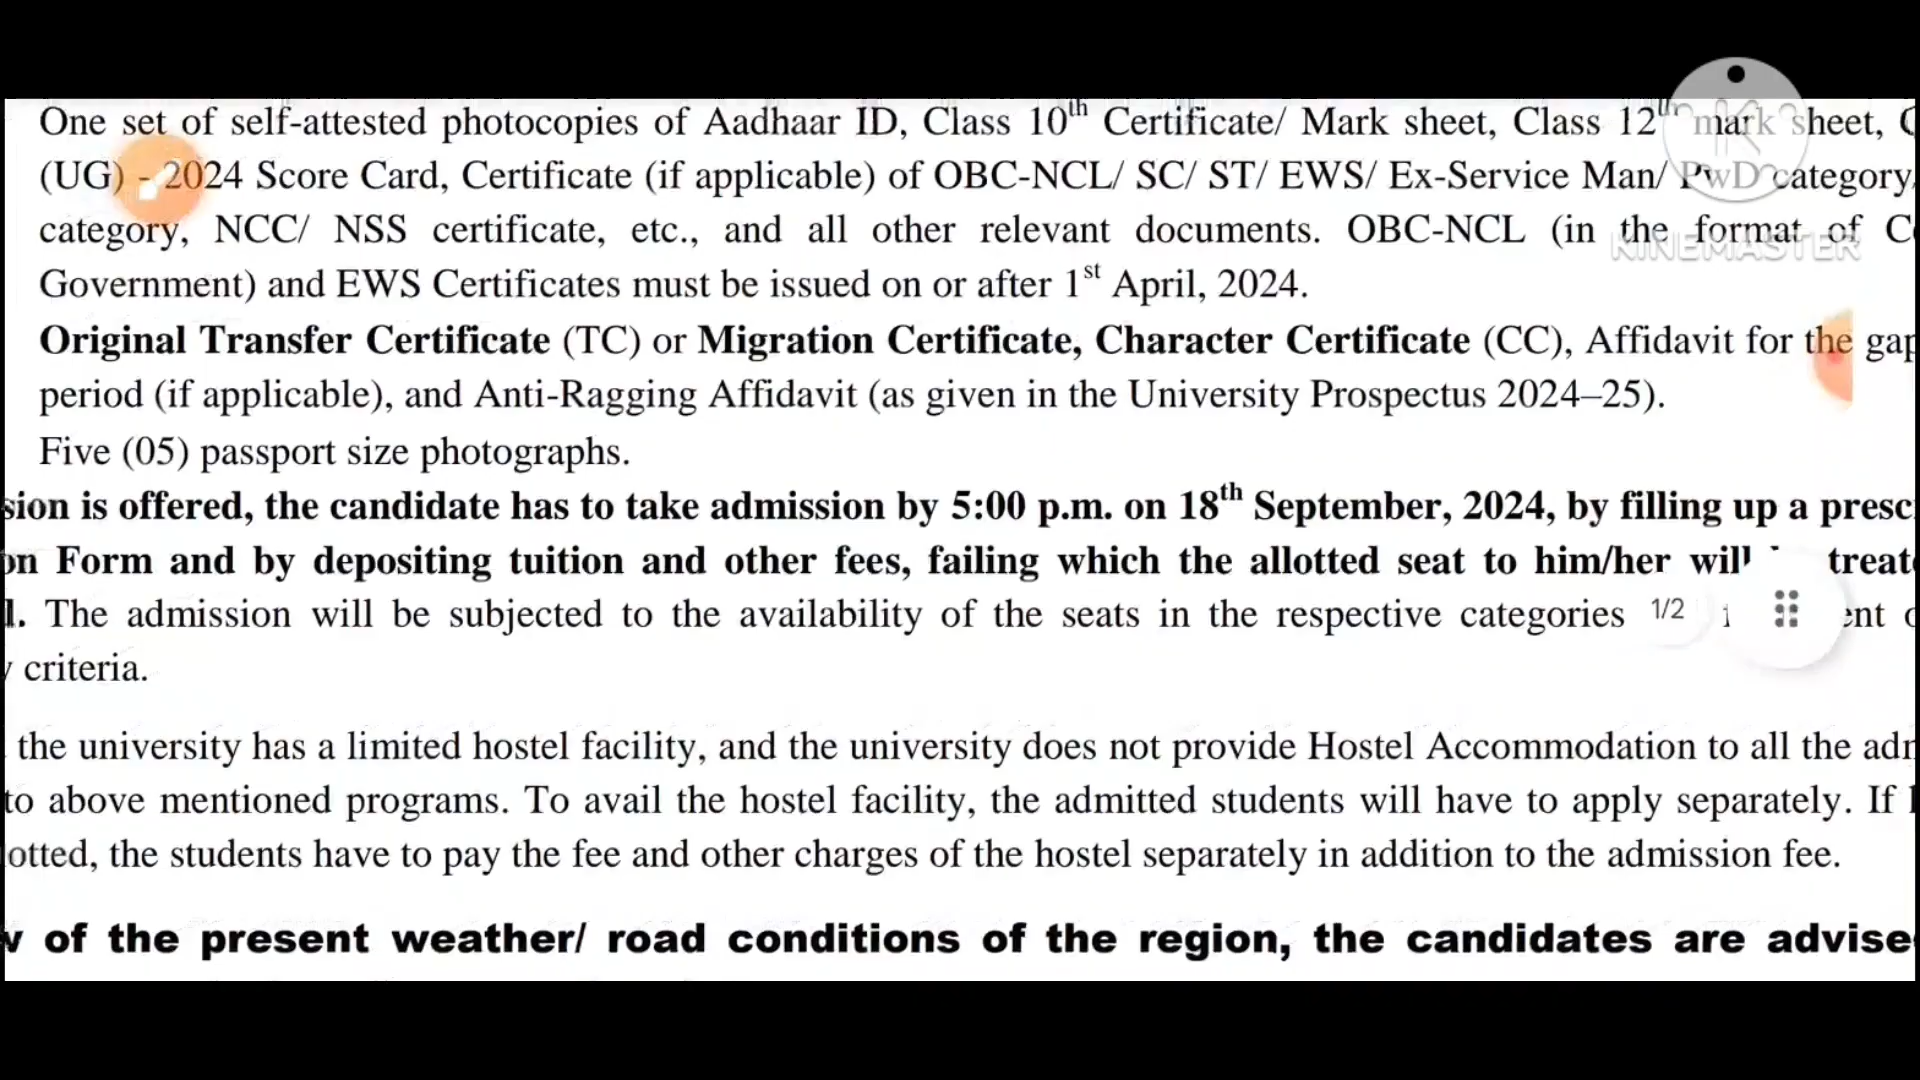 One set of self-attested photocopies of Aadhaar ID, Class 10th Certificate/ Mark sheet, Class 12th mark sheet,
(UG) - 2024 Score Card, Certificate (if applicable) of OBC-NCL/ SC/ ST/ EWS/ Ex-Service Man/ PwD category,
category, NCC/ NSS certificate, etc., and all other relevant documents. OBC-NCL (in the format of
KINEMASTER
Government) and EWS Certificates must be issued on or after 1st April, 2024.
Original Transfer Certificate (TC) or Migration Certificate, Character Certificate (CC), Affidavit for the gap
period (if applicable), and Anti-Ragging Affidavit (as given in the University Prospectus 2024–25).
Five (05) passport size photographs.
sion is offered, the candidate has to take admission by 5:00 p.m. on 18th September, 2024, by filling up a presc
on Form and by depositing tuition and other fees, failing which the allotted seat to him/her will treat
l. The admission will be subjected to the availability of the seats in the respective categories 1/2
criteria.
the university has a limited hostel facility, and the university does not provide Hostel Accommodation to all the
to above mentioned programs. To avail the hostel facility, the admitted students will have to apply separately. If
lotted, the students have to pay the fee and other charges of the hostel separately in addition to the admission fee.
of the present weather/ road conditions of the region, the candidates are advise